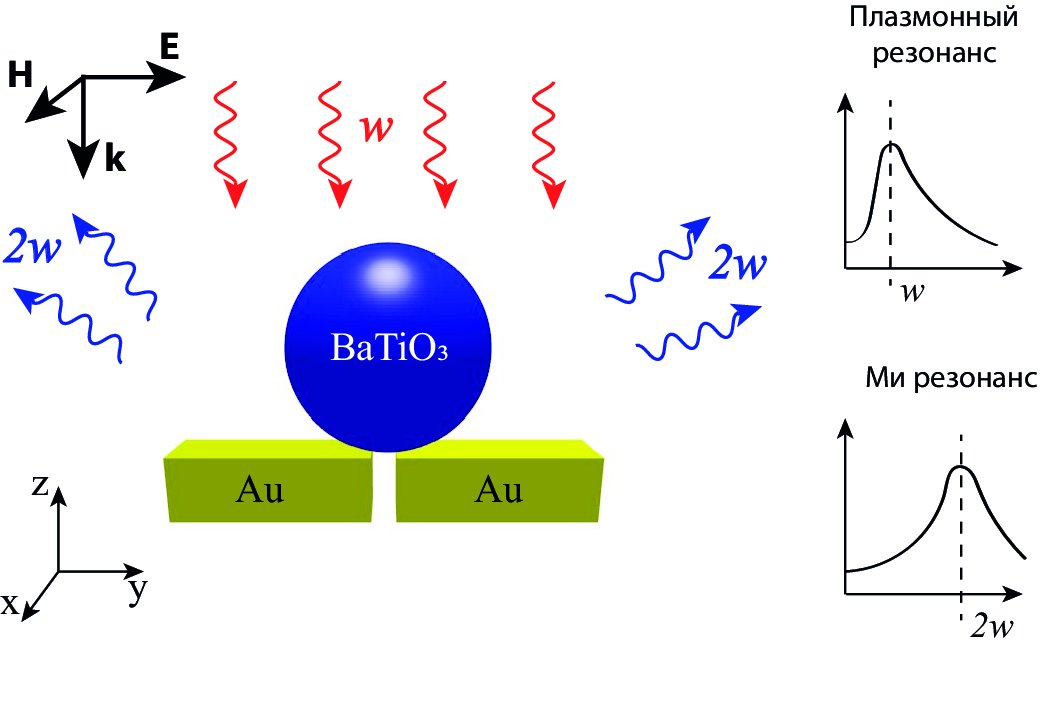 E
H
k
w
2w
2w
BaTiO₃
Au
Au
z
y
x
Плазмонный
резонанс
w
Ми резонанс
2w